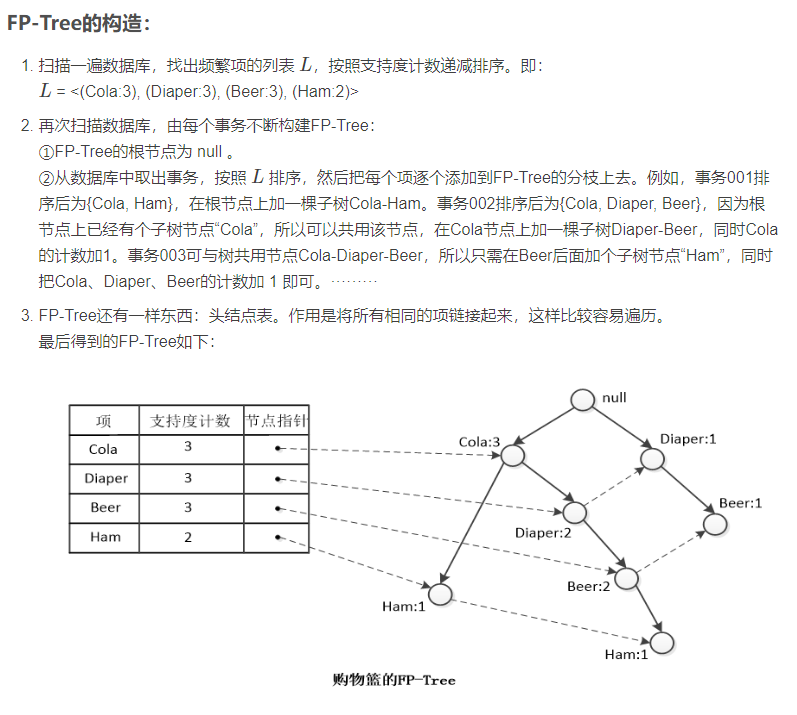 FP-Tree的构造：
1. 扫描一遍数据库，找出频繁项的列表 L，按照支持度计数递减排序。即：
L = <(Cola:3), (Diaper:3), (Beer:3), (Ham:2)>
2. 再次扫描数据库，由每个事务不断构建FP-Tree：
①FP-Tree的根节点为 null 。
②从数据库中取出事务，按照 L 排序，然后把每个项逐个添加到FP-Tree的分枝上去。例如，事务001排
序后为{Cola, Ham}，在根节点上加一棵子树Cola-Ham。事务002排序后为{Cola, Diaper, Beer}，因为根
节点上已经有个子树节点“Cola”，所以可以共用该节点，在Cola节点上加一棵子树Diaper-Beer，同时Cola
的计数加1。事务003可与树共用节点Cola-Diaper-Beer，所以只需在Beer后面加个子树节点“Ham”，同时
把Cola、Diaper、Beer的计数加 1 即可。………
3. FP-Tree还有一样东西：头结点表。作用是将所有相同的项链接起来，这样比较容易遍历。
最后得到的FP-Tree如下：
项 支持度计数 节点指针
Cola 3
Diaper 3
Beer 3
Ham 2
null
Cola:3
Diaper:1
Beer:1
Diaper:2
Beer:2
Ham:1
Ham:1
购物篮的FP-Tree